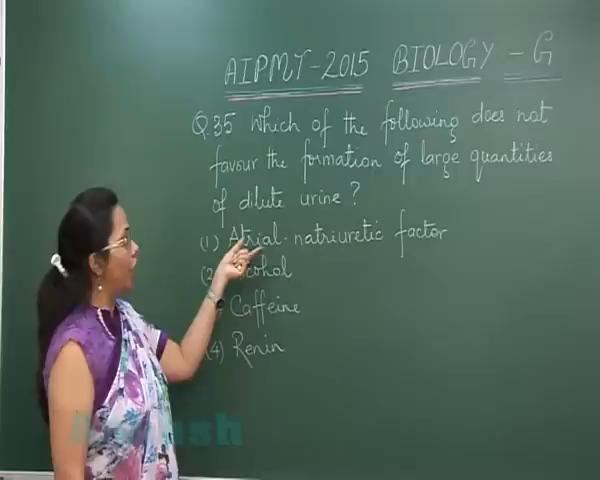 AIPMT-2015 BIOLOGY - G
Q.35 Which of the following does not
favour the formation of large quantities
of dilute urine ?
(1) Atrial-natriuretic factor
(2) cohol
Caffeine
(4) Renin